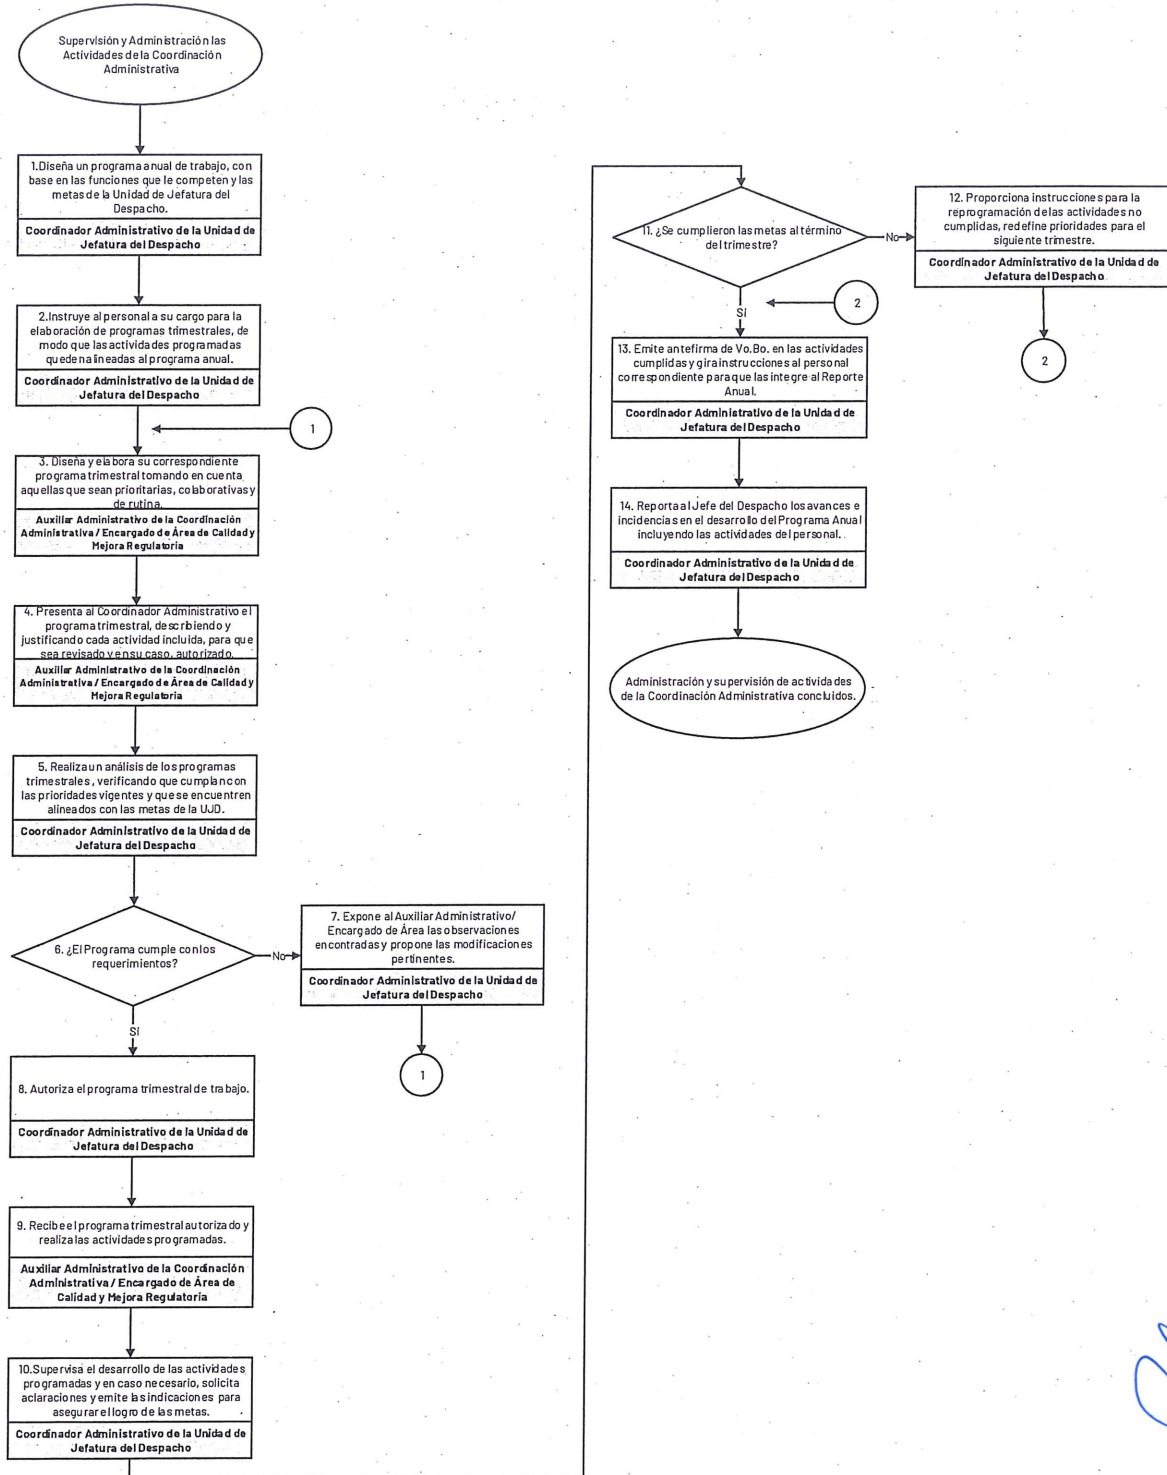 Supervisión y Administración las
Actividades de la Coordinación
Administrativa
1.Diseña un programa anual de trabajo, con
base en las funciones que le competen y las
metas de la Unidad de Jefatura del
Despacho.
Coordinador Administrativo de la Unidad de
Jefatura del Despacho
2.Instruye al personal a su cargo para la
elaboración de programas trimestrales, de
modo que las actividades programadas
queden alineadas al programa anual.
Coordinador Administrativo de la Unidad de
Jefatura del Despacho
1
3. Diseña y elabora su correspondiente
programa trimestral tomando en cuenta
aquellas que sean prioritarias, colaborativas y
de rutina.
Auxiliar Administrativo de la Coordinación
Administrativa / Encargado de Área de Calidad y
Mejora Regulatoria
4. Presenta al Coordinador Administrativo el
programa trimestral, describiendo y
justificando cada actividad incluida, para que
sea revisado y en su caso, autorizado.
Auxiliar Administrativo de la Coordinación
Administrativa / Encargado de Área de Calidad y
Mejora Regulatoria
5. Realiza un análisis de los programas
trimestrales, verificando que cumplan con
las prioridades vigentes y que se encuentren
alineados con las metas de la UJD.
Coordinador Administrativo de la Unidad de
Jefatura del Despacho
6. ¿El Programa cumple con los
requerimientos?
No
7. Expone al Auxiliar Administrativo/
Encargado de Área las observaciones
encontradas y propone las modificaciones
pertinentes.
Coordinador Administrativo de la Unidad de
Jefatura del Despacho
1
Sí
8. Autoriza el programa trimestral de trabajo.
Coordinador Administrativo de la Unidad de
Jefatura del Despacho
9. Recibe el programa trimestral autorizado y
realiza las actividades programadas.
Auxiliar Administrativo de la Coordinación
Administrativa / Encargado de Área de
Calidad y Mejora Regulatoria
10.Supervisa el desarrollo de las actividades
programadas y en caso necesario, solicita
aclaraciones y emite las indicaciones para
asegurar el logro de las metas.
Coordinador Administrativo de la Unidad de
Jefatura del Despacho
11. ¿Se cumplieron las metas al término
del trimestre?
No
12. Proporciona instrucciones para la
reprogramación de las actividades no
cumplidas, redefine prioridades para el
siguiente trimestre.
Coordinador Administrativo de la Unidad de
Jefatura del Despacho
2
Sí
2
13. Emite antefirma de Vo.Bo. en las actividades
cumplidas y gira instrucciones al personal
correspondiente para que las integre al Reporte
Anual.
Coordinador Administrativo de la Unidad de
Jefatura del Despacho
14. Reporta al Jefe del Despacho los avances e
incidencias en el desarrollo del Programa Anual
incluyendo las actividades del personal.
Coordinador Administrativo de la Unidad de
Jefatura del Despacho
Administración y supervisión de actividades
de la Coordinación Administrativa concluidos.